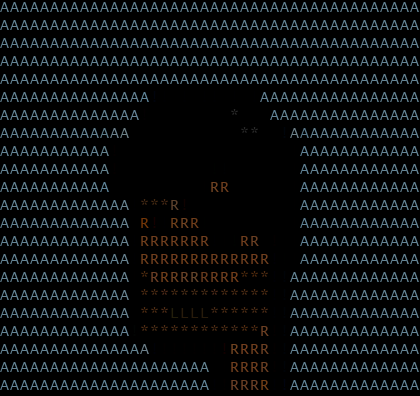 AAAAAAAAAAAAAAAAAAAAAAAAAAAAAAAAAAAAAAAAAA
AAAAAAAAAAAAAAAAAAAAAAAAAAAAAAAAAAAAAAAAAA
AAAAAAAAAAAAAAAAAAAAAAAAAAAAAAAAAAAAAAAAAA
AAAAAAAAAAAAAAAAAAAAAAAAAAAAAAAAAAAAAAAAAA
AAAAAAAAAAAAAAAAAAAAAAAAAAAAAAAAAAAAAAAAAA
AAAAAAAAAAAAAAA           AAAAAAAAAAAAAAAA
AAAAAAAAAAAAAA         *   AAAAAAAAAAAAAAA
AAAAAAAAAAAAA           **   AAAAAAAAAAAAA
AAAAAAAAAAA                   AAAAAAAAAAAA
AAAAAAAAAAA                   AAAAAAAAAAAA
AAAAAAAAAAA          RR       AAAAAAAAAAAA
AAAAAAAAAAAAA ***R            AAAAAAAAAAAA
AAAAAAAAAAAAA R  RRR          AAAAAAAAAAAA
AAAAAAAAAAAAA RRRRRRR   RR    AAAAAAAAAAAA
AAAAAAAAAAAAA RRRRRRRRRRRRR   AAAAAAAAAAAA
AAAAAAAAAAAAA *RRRRRRRRR***  AAAAAAAAAAAAA
AAAAAAAAAAAAA *************  AAAAAAAAAAAAA
AAAAAAAAAAAAA ***LLLL******  AAAAAAAAAAAAA
AAAAAAAAAAAAA ************R  AAAAAAAAAAAAA
AAAAAAAAAAAAAAA        RRRR  AAAAAAAAAAAAA
AAAAAAAAAAAAAAAAAAAAA  RRRR  AAAAAAAAAAAAA
AAAAAAAAAAAAAAAAAAAAA  RRRR  AAAAAAAAAAAAA